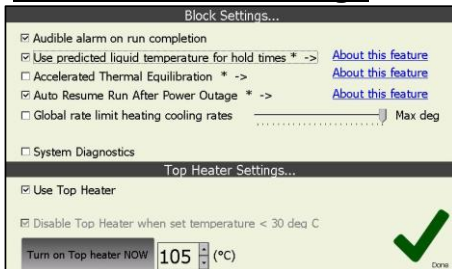 Block Settings...
Audible alarm on run completion
Use predicted liquid temperature for hold times * -> About this feature
Accelerated Thermal Equilibration * -> About this feature
Auto Resume Run After Power Outage * -> About this feature
Global rate limit heating cooling rates Max deg
System Diagnostics
Top Heater Settings...
Use Top Heater
Disable Top Heater when set temperature < 30 deg C
Turn on Top heater NOW 105 (°C)
Done